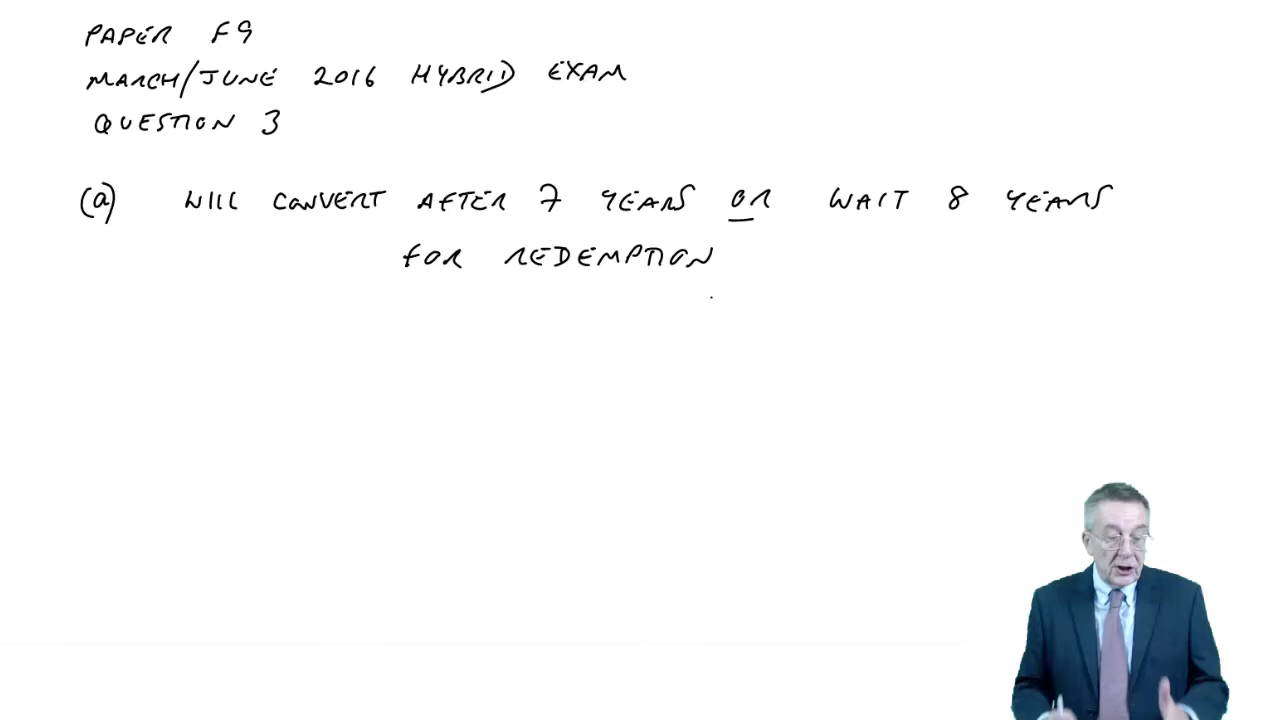 PAPER F9
MARCH/JUNE 2016 HYBRID EXAM
QUESTION 3
(a) WILL CONVERT AFTER 7 YEARS OR WAIT 8 YEARS
FOR REDEMPTION